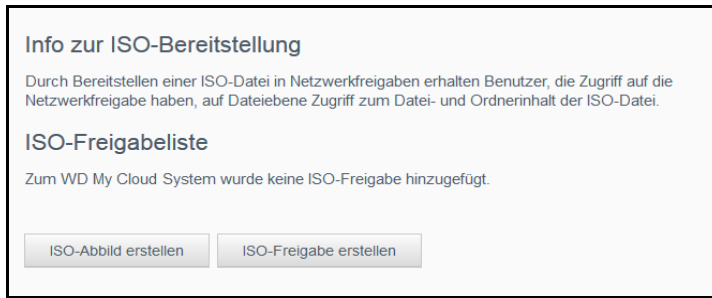 Info zur ISO-Bereitstellung
Durch Bereitstellen einer ISO-Datei in Netzwerkfreigaben erhalten Benutzer, die Zugriff auf die
Netzwerkfreigabe haben, auf Dateiebene Zugriff zum Datei- und Ordnerinhalt der ISO-Datei.
ISO-Freigabeliste
Zum WD My Cloud System wurde keine ISO-Freigabe hinzugefügt.
ISO-Abbild erstellen ISO-Freigabe erstellen